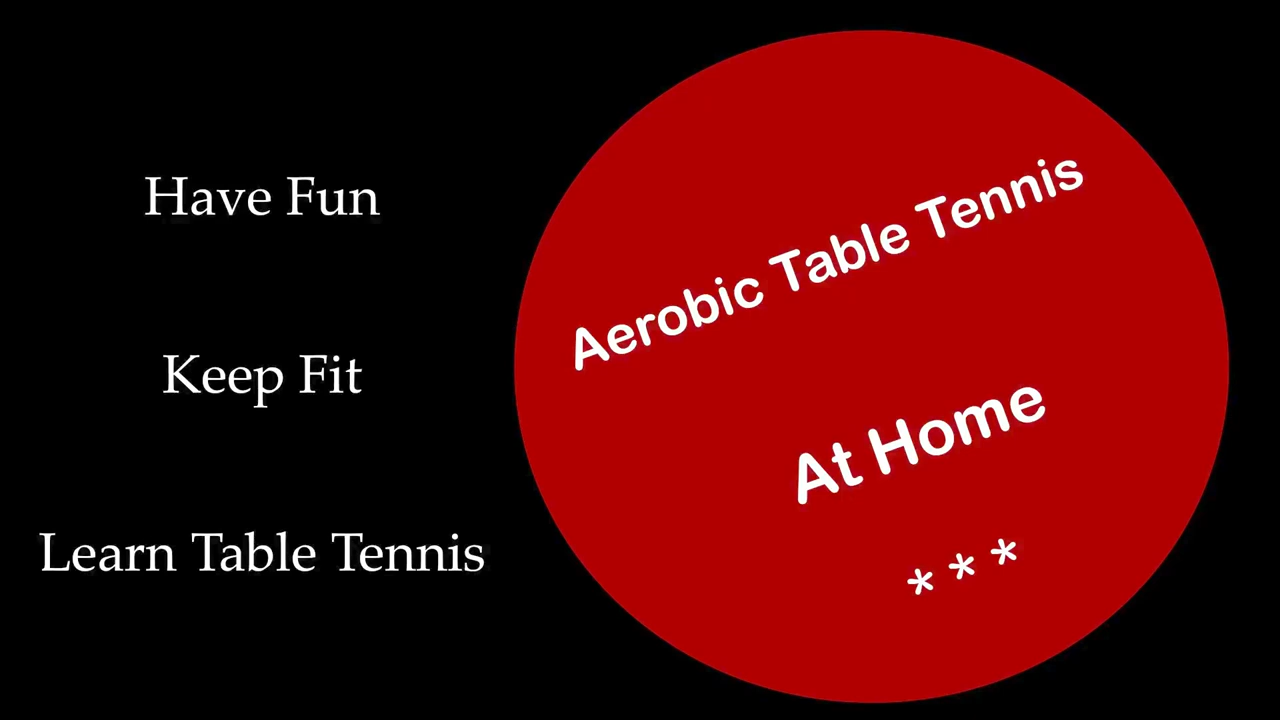 Have Fun
Keep Fit
Learn Table Tennis
Aerobic Table Tennis
At Home
* * *